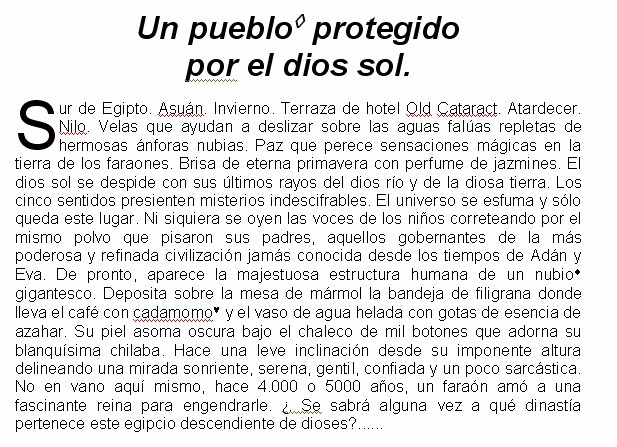 Un pueblo◊ protegido
por el dios sol.
Sur de Egipto. Asuán. Invierno. Terraza de hotel Old Cataract. Atardecer.
Nilo. Velas que ayudan a deslizar sobre las aguas falúas repletas de
hermosas ánforas nubias. Paz que perece sensaciones mágicas en la
tierra de los faraones. Brisa de eterna primavera con perfume de jazmines. El
dios sol se despide con sus últimos rayos del dios río y de la diosa tierra. Los
cinco sentidos presienten misterios indescifrables. El universo se esfuma y sólo
queda este lugar. Ni siquiera se oyen las voces de los niños correteando por el
mismo polvo que pisaron sus padres, aquellos gobernantes de la más
poderosa y refinada civilización jamás conocida desde los tiempos de Adán y
Eva. De pronto, aparece la majestuosa estructura humana de un nubio♦
gigantesco. Deposita sobre la mesa de mármol la bandeja de filigrana donde
lleva el café con cadamomo♥ y el vaso de agua helada con gotas de esencia de
azahar. Su piel asoma oscura bajo el chaleco de mil botones que adorna su
blanquísima chilaba. Hace una leve inclinación desde su imponente altura
delineando una mirada sonriente, serena, gentil, confiada y un poco sarcástica.
No en vano aquí mismo, hace 4.000 o 5000 años, un faraón amó a una
fascinante reina para engendrarle. ¿ Se sabrá alguna vez a qué dinastía
pertenece este egipcio descendiente de dioses?......